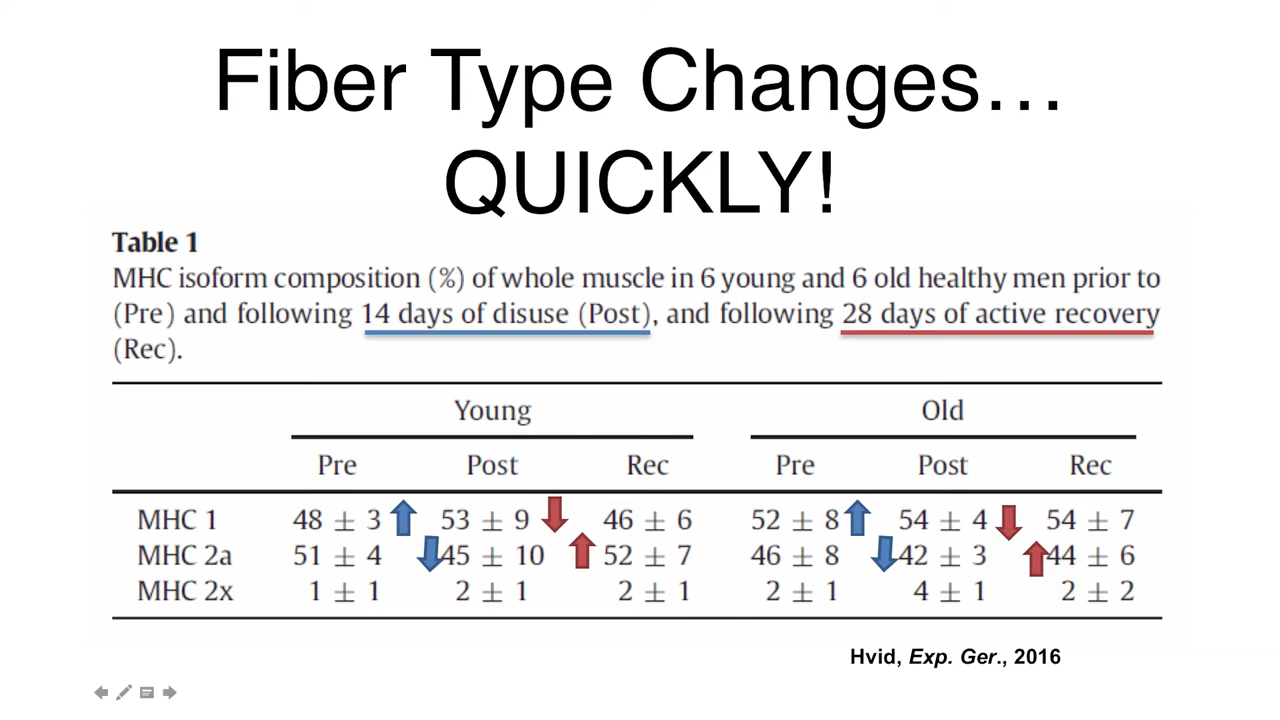 Fiber Type Changes…
QUICKLY!
Table 1
MHC isoform composition (%) of whole muscle in 6 young and 6 old healthy men prior to
(Pre) and following 14 days of disuse (Post), and following 28 days of active recovery
(Rec).
Young Old
Pre Post Rec Pre Post Rec
MHC 1 48 ± 3 53 ± 9 46 ± 6 52 ± 8 54 ± 4 54 ± 7
MHC 2a 51 ± 4 45 ± 10 52 ± 7 46 ± 8 42 ± 3 44 ± 6
MHC 2x 1 ± 1 2 ± 1 2 ± 1 2 ± 1 4 ± 1 2 ± 2
Hvid, Exp. Ger., 2016